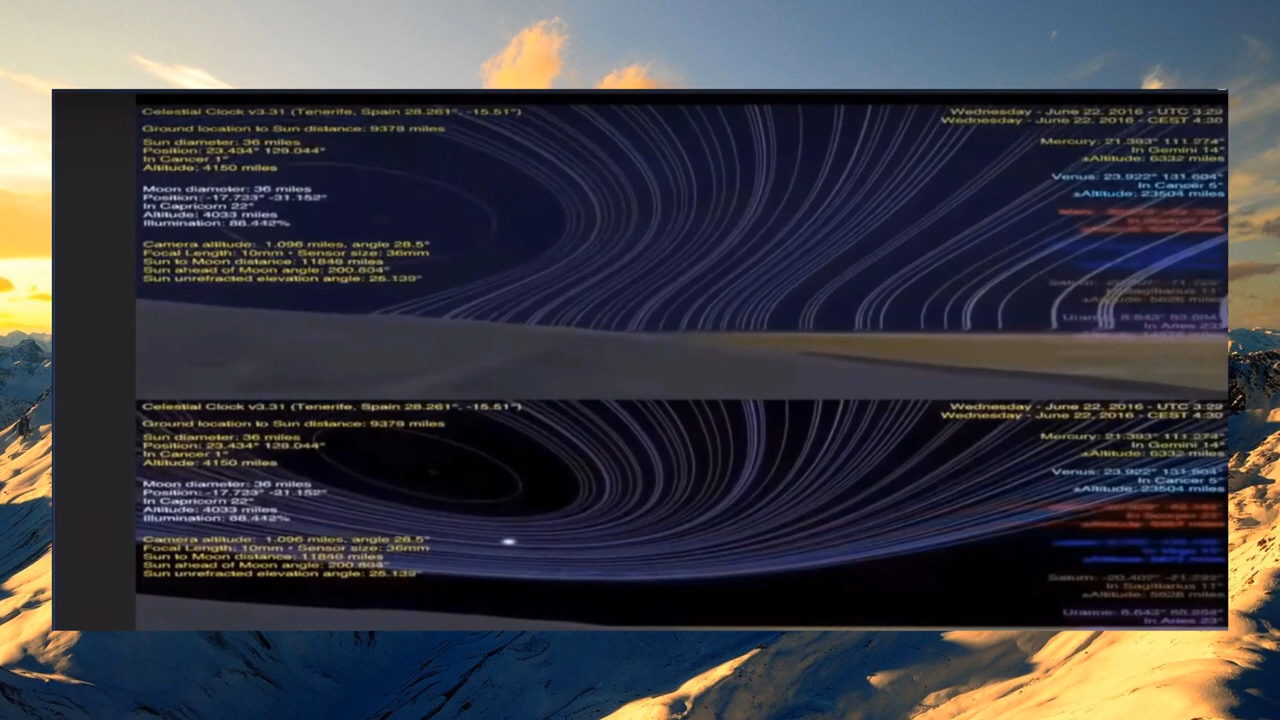 Celestial Clock v3.31 (Tenerife, Spain 28.261°, -15.51°)
Ground location to Sun distance: 9379 miles
Sun diameter: 36 miles
Position: 23.434° 129.044°
In Cancer 1°
Altitude: 4150 miles
Moon diameter: 36 miles
Position: -17.723° -31.152°
In Capricorn 22°
Altitude: 4033 miles
Illumination: 88.442%
Camera altitude: 1.096 miles, angle 28.5°
Focal Length: 10mm • Sensor size: 36mm
Sun to Moon distance: 11846 miles
Sun ahead of Moon angle: 200.804°
Sun unrefracted elevation angle: 25.139°
Wednesday - June 22, 2016 - UTC 3:29
Wednesday - June 22, 2016 - CEST 4:30
Mercury: 21.393° 111.274°
In Gemini 14°
±Altitude: 6332 miles
Venus: 23.922° 131.604°
In Cancer 5°
±Altitude: 23504 miles
Saturn:
In Sagittarius 11°
±Altitude: 5626 miles
Uranus: 8.643°
In Aries 23°
Celestial Clock v3.31 (Tenerife, Spain 28.261°, -15.51°)
Ground location to Sun distance: 9379 miles
Sun diameter: 36 miles
Position: 23.434° 129.044°
In Cancer 1°
Altitude: 4150 miles
Moon diameter: 36 miles
Position: -17.723° -31.152°
In Capricorn 22°
Altitude: 4033 miles
Illumination: 88.442%
Camera altitude: 1.096 miles, angle 28.5°
Focal Length: 10mm • Sensor size: 36mm
Sun to Moon distance: 11846 miles
Sun ahead of Moon angle: 200.804°
Sun unrefracted elevation angle: 25.139°
Wednesday - June 22, 2016 - UTC 3:29
Wednesday - June 22, 2016 - CEST 4:30
Mercury: 21.393° 111.274°
In Gemini 14°
±Altitude: 6332 miles
Venus: 23.922° 131.604°
In Cancer 5°
±Altitude: 23504 miles
Saturn: -20.407° -71.299°
In Sagittarius 11°
±Altitude: 5626 miles
Uranus: 8.643°
In Aries 23°